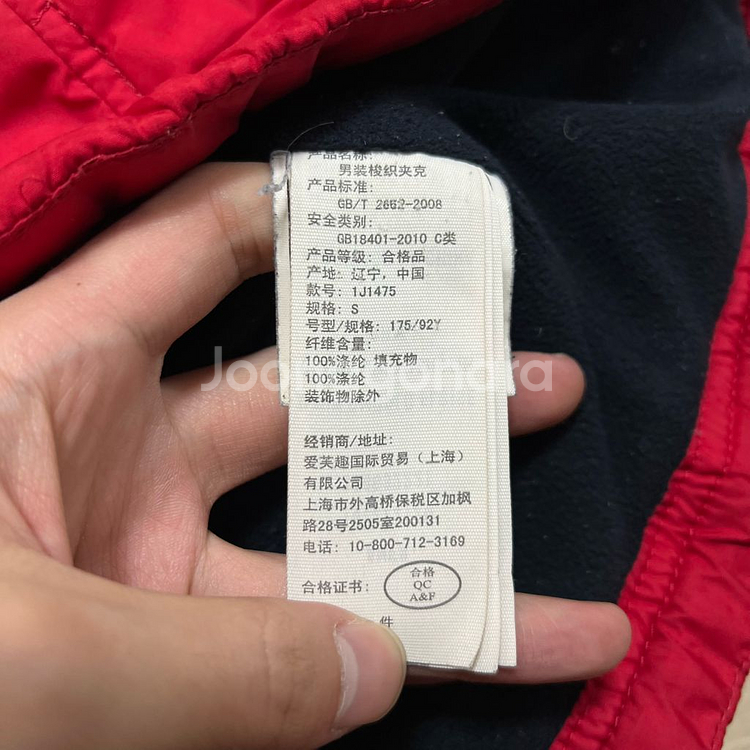 产品名称:
男装梭织夹克
产品标准:
GB/T 2662-2008
安全类别:
GB18401-2010 C类
产品等级: 合格品
产地: 辽宁, 中国
款号: 1J1475
规格: S
号型/规格: 175/92Y
纤维含量:
100%涤纶 填充物
100%涤纶
装饰物除外
经销商/地址:
爱芙趣国际贸易（上海）
有限公司
上海市外高桥保税区加枫
路28号2505室200131
电话: 10-800-712-3169
合格证书:
合格
QC
A&F
件